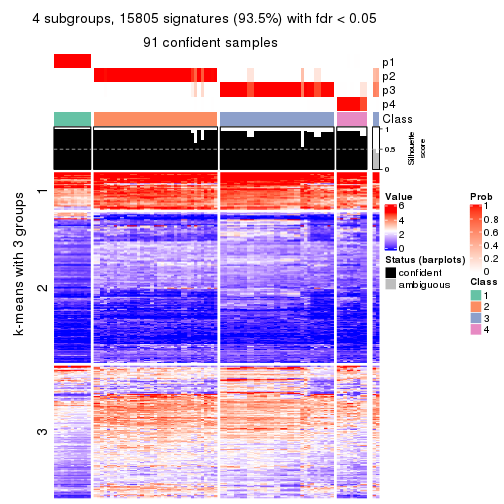 4 subgroups, 15805 signatures (93.5%) with fdr < 0.05
91 confident samples
p1
p2
p3
p4
Class
1
0.5
0
Silhouette
score
k-means with 3 groups
1
2
3
Value
6
4
2
0
Status (barplots)
confident
ambiguous
Prob
1
0.8
0.6
0.4
0.2
0
Class
1
2
3
4